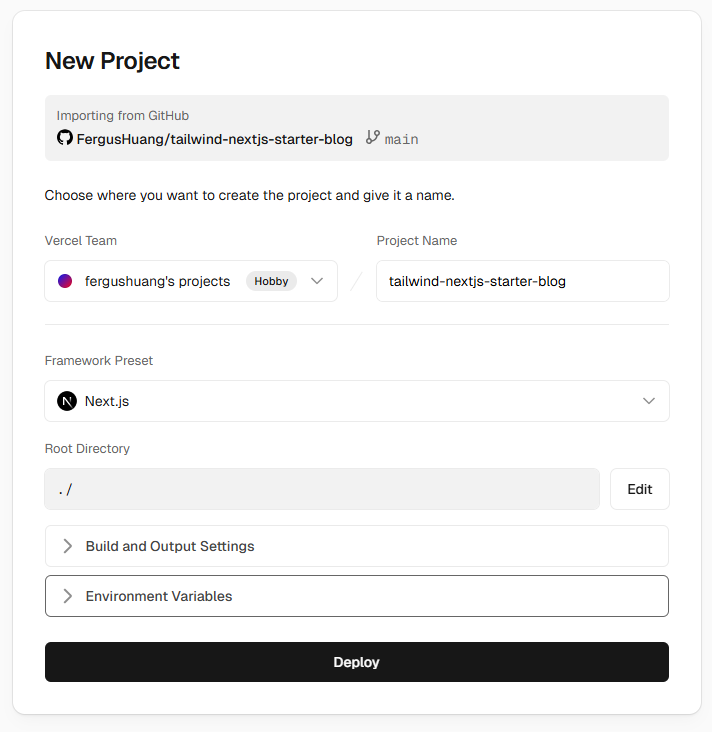 New Project
Importing from GitHub
FergusHuang/tailwind-nextjs-starter-blog main
Choose where you want to create the project and give it a name.
Vercel Team Project Name
fergushuang's projects Hobby / tailwind-nextjs-starter-blog
Framework Preset
N Next.js
Root Directory
./ Edit
Build and Output Settings
Environment Variables
Deploy